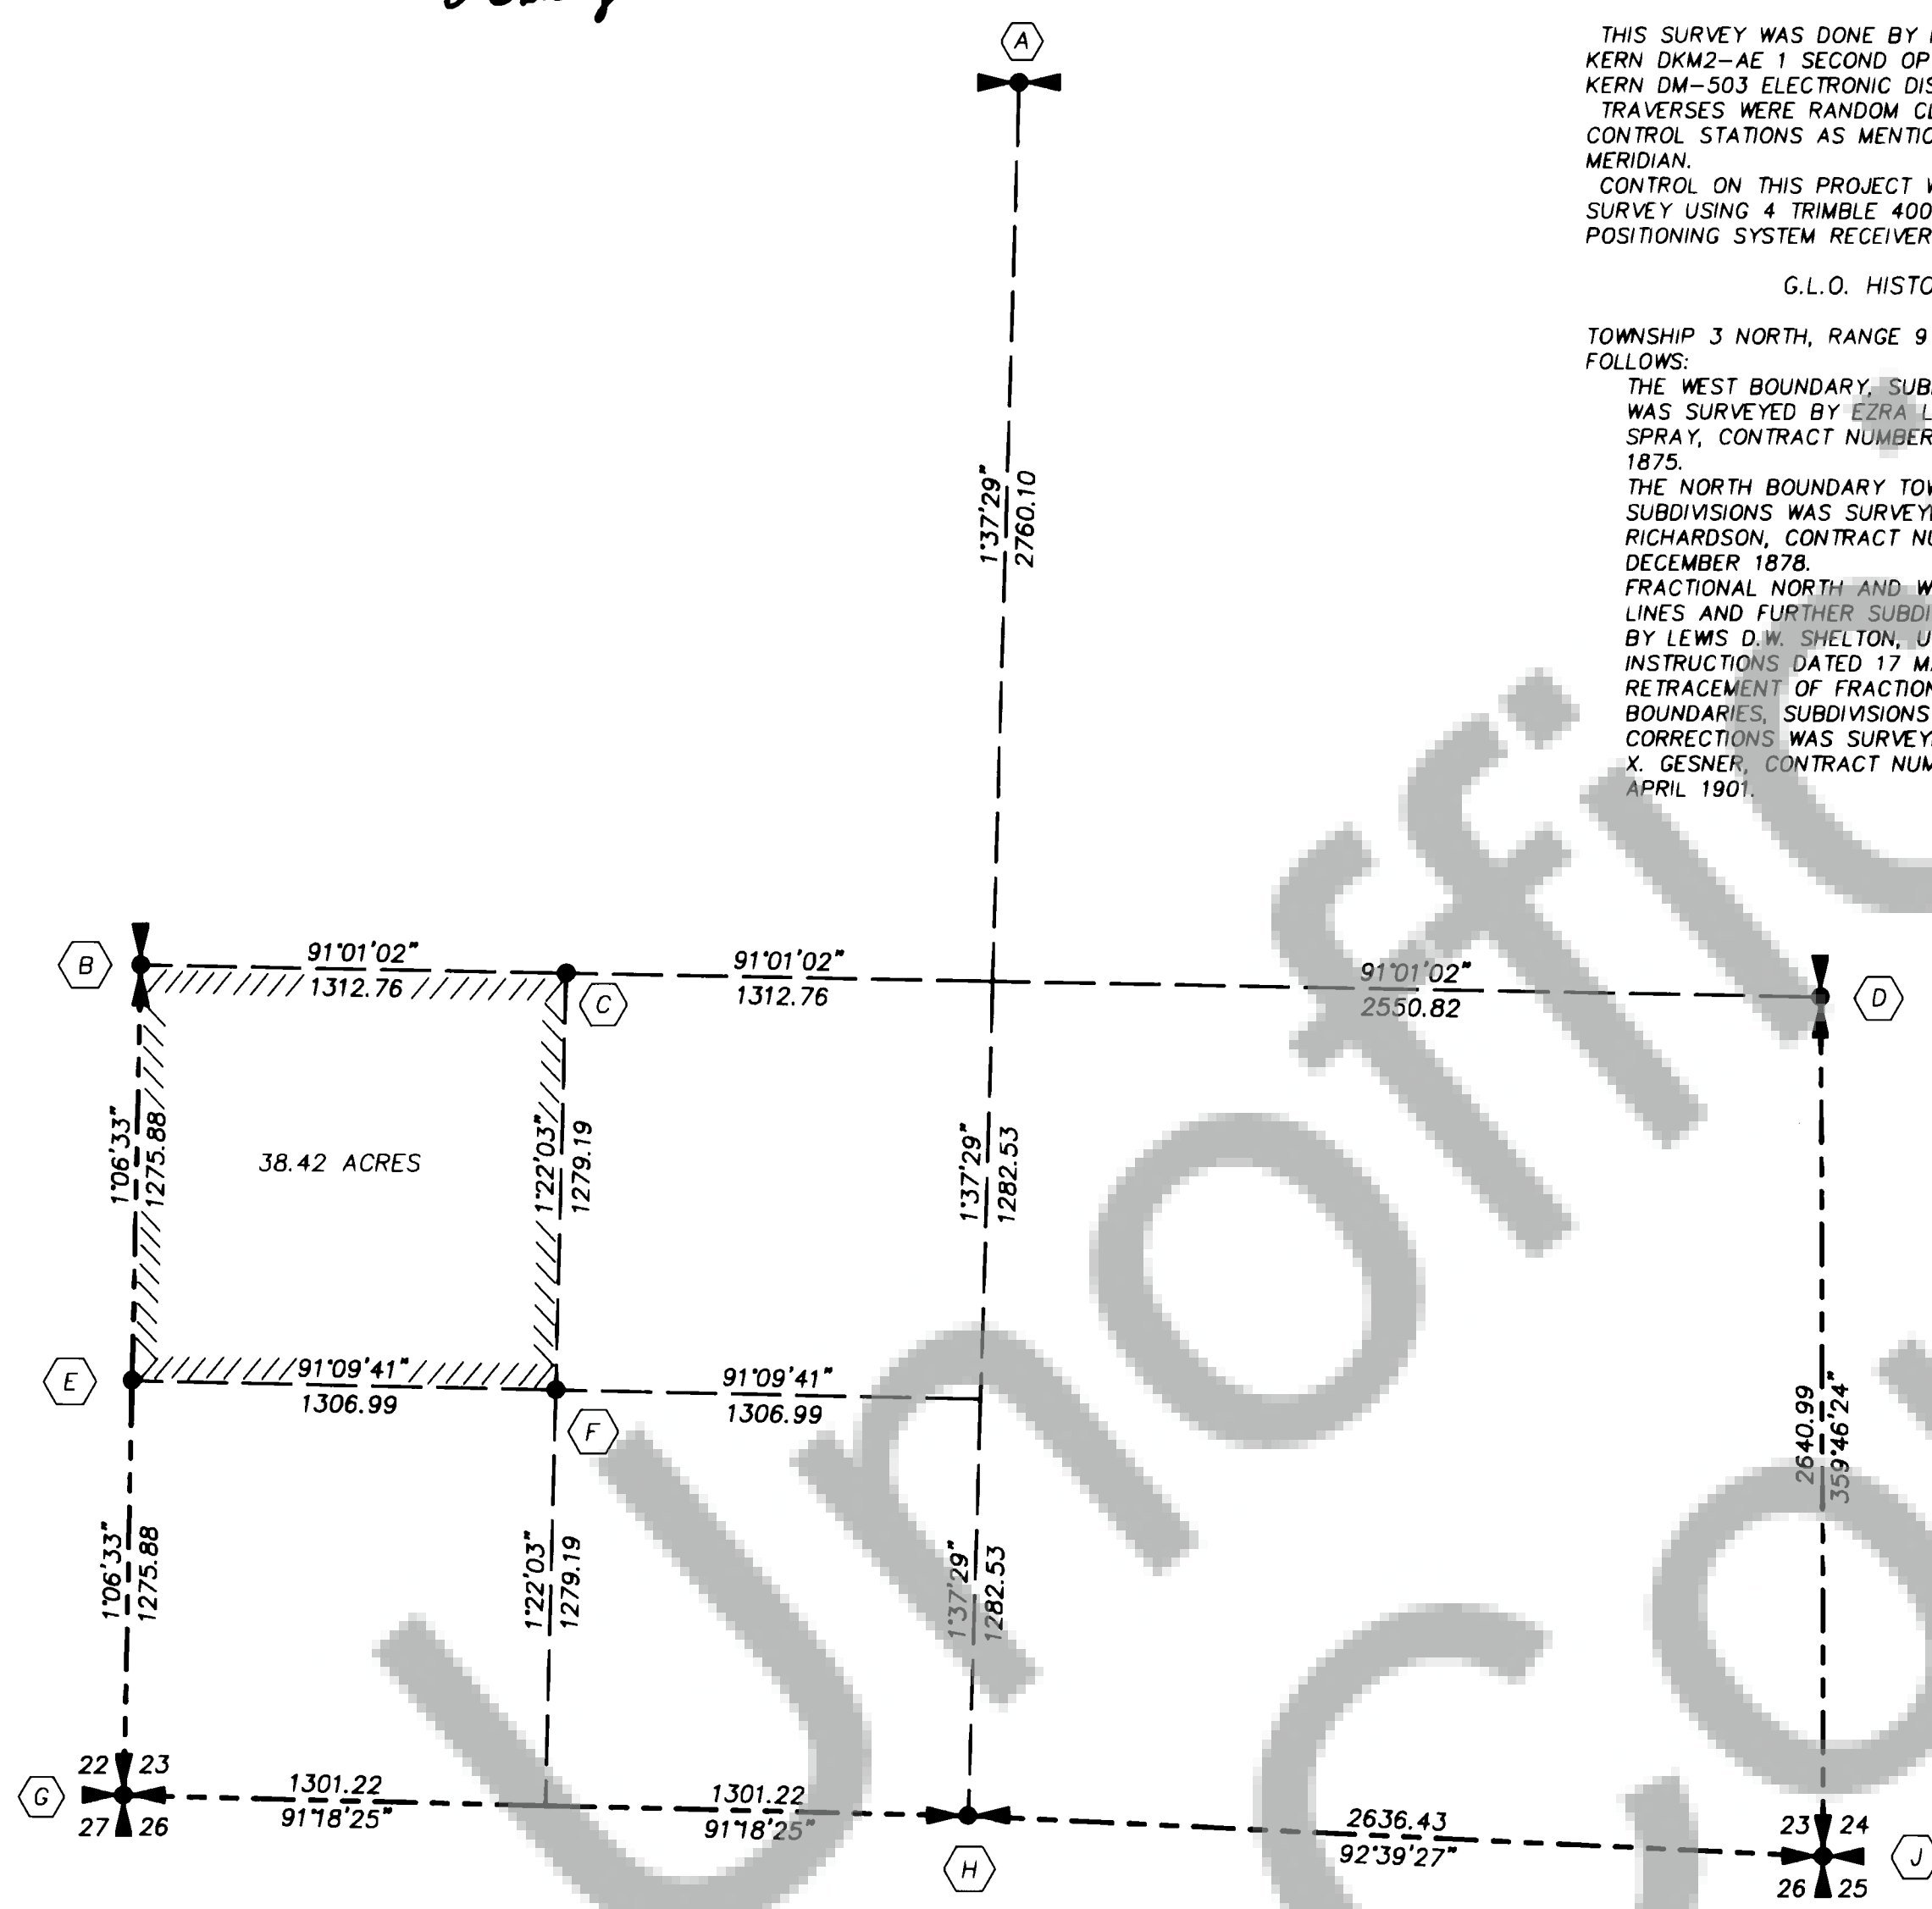 A
THIS SURVEY WAS DONE BY
KERN DKM2-AE 1 SECOND OP
KERN DM-503 ELECTRONIC DIS
TRAVERSES WERE RANDOM CL
CONTROL STATIONS AS MENTIO
MERIDIAN.
CONTROL ON THIS PROJECT W
SURVEY USING 4 TRIMBLE 400
POSITIONING SYSTEM RECEIVER
G.L.O. HISTO
TOWNSHIP 3 NORTH, RANGE 9
FOLLOWS:
THE WEST BOUNDARY, SUB
WAS SURVEYED BY EZRA L
SPRAY, CONTRACT NUMBER
1875.
THE NORTH BOUNDARY TOW
SUBDIVISIONS WAS SURVEY
RICHARDSON, CONTRACT NU
DECEMBER 1878.
FRACTIONAL NORTH AND W
LINES AND FURTHER SUBDI
BY LEWIS D.W. SHELTON, U
INSTRUCTIONS DATED 17 M
RETRACEMENT OF FRACTION
BOUNDARIES, SUBDIVISIONS
CORRECTIONS WAS SURVEY
X. GESNER, CONTRACT NUM
APRIL 1901.
1°37'29"
2760.10
B
91°01'02"
1312.76
C
91°01'02"
1312.76
91°01'02"
2550.82
D
1°06'33"
1275.88
38.42 ACRES
1°22'03"
1279.19
1°37'29"
1282.53
E
91°09'41"
1306.99
F
91°09'41"
1306.99
2640.99
359°46'24"
1°06'33"
1275.88
1°22'03"
1279.19
1°37'29"
1282.53
G
22 23
27 26
1301.22
91°18'25"
1301.22
91°18'25"
H
2636.43
92°39'27"
23 24
26 25
J
Unoffic
Co